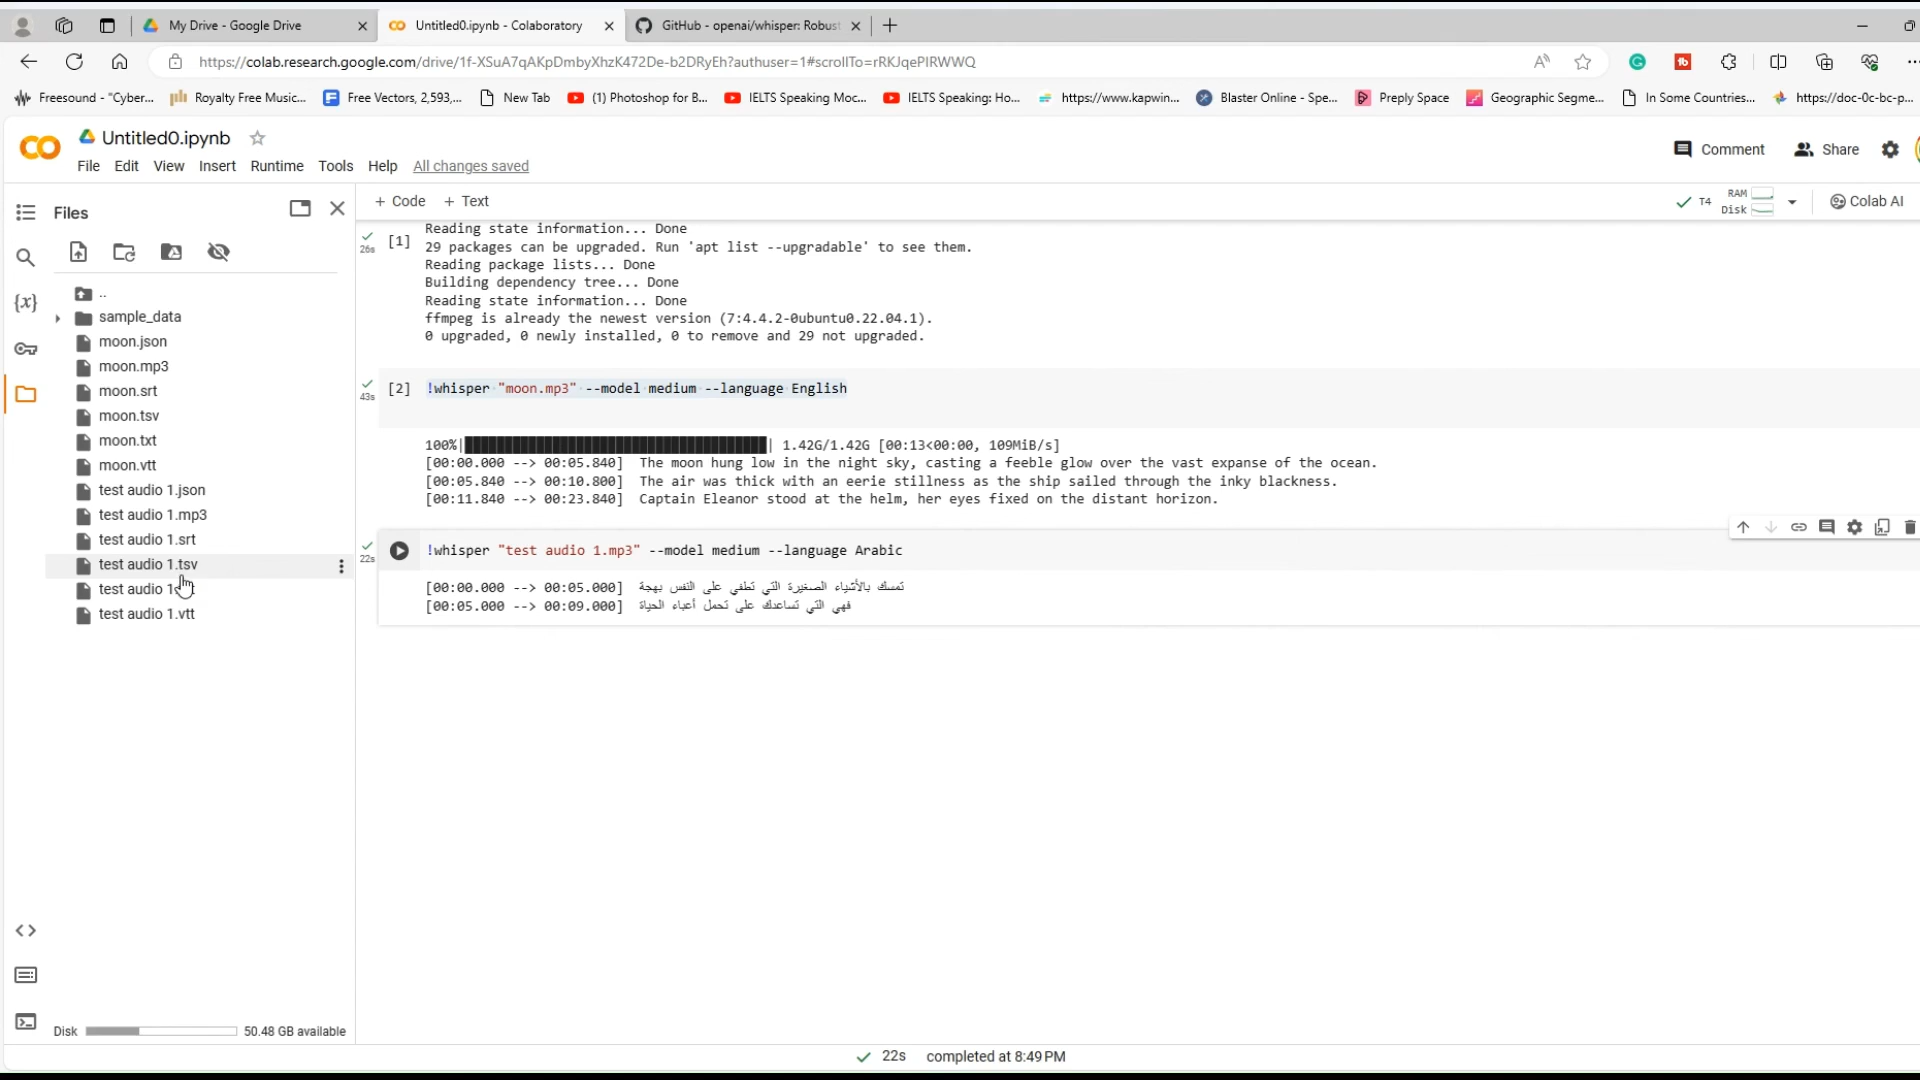 My Drive - Google Drive
Untitled0.ipynb - Colaboratory
GitHub - openai/whisper: Robust
https://colab.research.google.com/drive/1f-XSuA7qAKpDmbyXhzK472De-b2DRyEh?authuser=1#scrollTo=rRKJqePIRWWQ
Freesound - "Cyber...
Royalty Free Music...
Free Vectors, 2,593,...
New Tab
(1) Photoshop for B...
IELTS Speaking Moc...
IELTS Speaking: Ho...
https://www.kapwin...
Blaster Online - Spe...
Preply Space
Geographic Segme...
In Some Countries...
https://doc-0c-bc-p...
CO
Untitled0.ipynb
File Edit View Insert Runtime Tools Help All changes saved
Comment
Share
Files
+ Code + Text
T4
RAM
Disk
Colab AI
..
sample_data
moon.json
moon.mp3
moon.srt
moon.tsv
moon.txt
moon.vtt
test audio 1.json
test audio 1.mp3
test audio 1.srt
test audio 1.tsv
test audio
test audio 1.vtt
Disk
50.48 GB available
26s
[1]
Reading state information... Done
29 packages can be upgraded. Run 'apt list --upgradable' to see them.
Reading package lists... Done
Building dependency tree... Done
Reading state information... Done
ffmpeg is already the newest version (7:4.4.2-0ubuntu0.22.04.1).
0 upgraded, 0 newly installed, 0 to remove and 29 not upgraded.
43s
[2]
!whisper "moon.mp3" --model medium --language English
100%| | 1.42G/1.42G [00:13<00:00, 109MiB/s]
[00:00.000 --> 00:05.840] The moon hung low in the night sky, casting a feeble glow over the vast expanse of the ocean.
[00:05.840 --> 00:10.800] The air was thick with an eerie stillness as the ship sailed through the inky blackness.
[00:11.840 --> 00:23.840] Captain Eleanor stood at the helm, her eyes fixed on the distant horizon.
22s
!whisper "test audio 1.mp3" --model medium --language Arabic
[00:00.000 --> 00:05.000] تمسك بالأشياء الصغيرة التي تطفي على النفس بهجة
[00:05.000 --> 00:09.000] فهي التي تساعدك على تحمل أعباء الحياة
22s completed at 8:49 PM